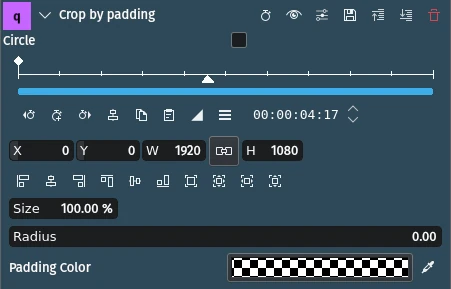 q Crop by padding
Circle
00:00:04:17
X 0 Y 0 W 1920 H 1080
Size 100.00 %
Radius 0.00
Padding Color